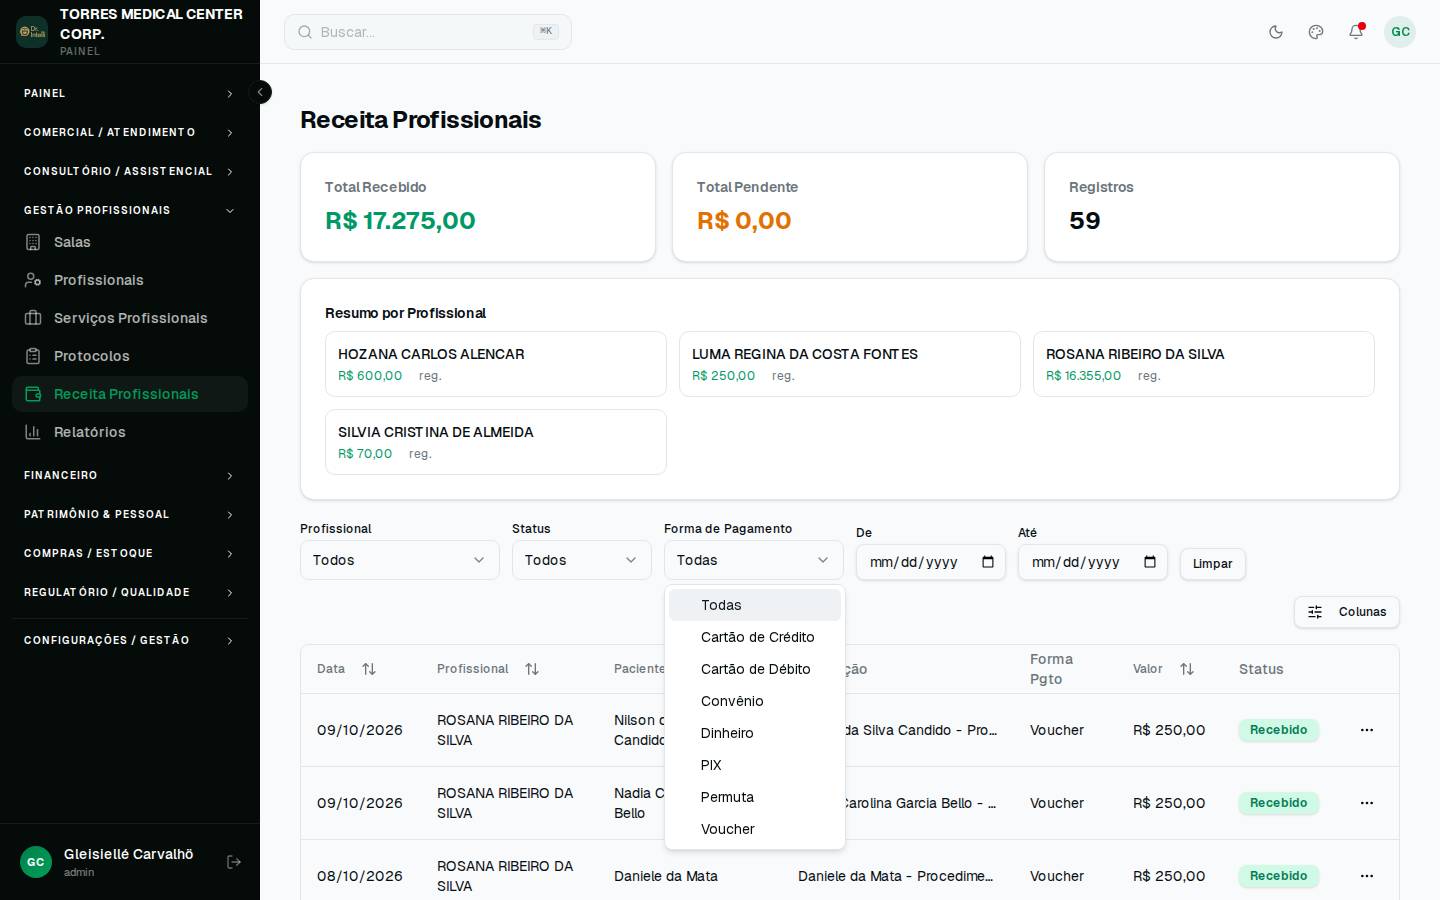 TORRES MEDICAL CENTER
CORP.
PAINEL
Buscar...
⌘K
GC
PAINEL
COMERCIAL / ATENDIMENTO
CONSULTÓRIO / ASSISTENCIAL
GESTÃO PROFISSIONAIS
Salas
Profissionais
Serviços Profissionais
Protocolos
Receita Profissionais
Relatórios
FINANCEIRO
PATRIMÔNIO & PESSOAL
COMPRAS / ESTOQUE
REGULATÓRIO / QUALIDADE
CONFIGURAÇÕES / GESTÃO
GC
Gleisiellé Carvalhö
admin
Receita Profissionais
Total Recebido
R$ 17.275,00
Total Pendente
R$ 0,00
Registros
59
Resumo por Profissional
HOZANA CARLOS ALENCAR
R$ 600,00 reg.
LUMA REGINA DA COSTA FONTES
R$ 250,00 reg.
ROSANA RIBEIRO DA SILVA
R$ 16.355,00 reg.
SILVIA CRISTINA DE ALMEIDA
R$ 70,00 reg.
Profissional
Todos
Status
Todos
Forma de Pagamento
Todas
De
mm/dd/yyyy
Até
mm/dd/yyyy
Limpar
Todas
Cartão de Crédito
Cartão de Débito
Convênio
Dinheiro
PIX
Permuta
Voucher
Colunas
Data Profissional Paciente ção Forma Pgto Valor Status
09/10/2026 ROSANA RIBEIRO DA SILVA Nilson da Silva Candido - Pro... Voucher R$ 250,00 Recebido
09/10/2026 ROSANA RIBEIRO DA SILVA Nadia Bello Carolina Garcia Bello - ... Voucher R$ 250,00 Recebido
08/10/2026 ROSANA RIBEIRO DA SILVA Daniele da Mata Daniele da Mata - Procedime... Voucher R$ 250,00 Recebido